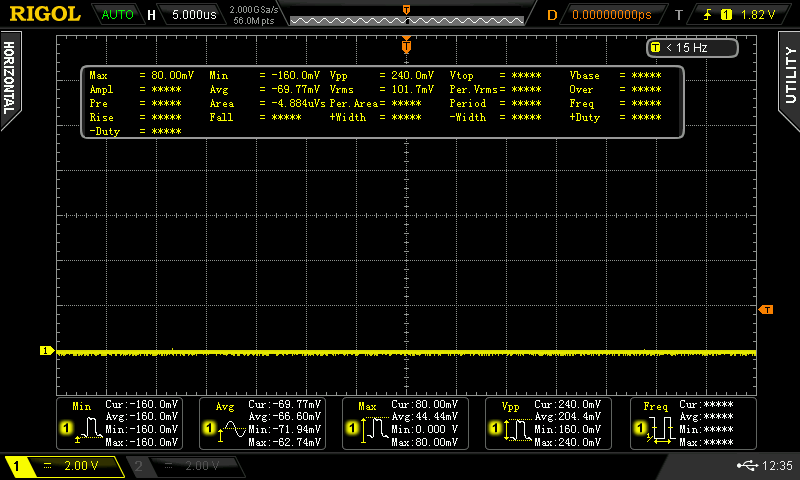 RIGOL AUTO H 5.000us 2.000GSa/s 56.0M pts T D 0.00000000ps T 1 1.82 V
HORIZONTAL
UTILITY
T
T < 15 Hz
Max = 80.00mV Min = -160.0mV Vpp = 240.0mV Vtop = ***** Vbase = *****
Ampl = ***** Avg = -69.77mV Vrms = 101.7mV Per.Vrms= ***** Over = *****
Pre = ***** Area = -4.884uVs Per.Area= ***** Period = ***** Freq = *****
Rise = ***** Fall = ***** +Width = ***** -Width = ***** +Duty = *****
-Duty = *****
T
1
Min Cur:-160.0mV Avg Cur:-69.77mV Max Cur:80.00mV Vpp Cur:240.0mV Freq Cur:*****
Avg:-160.0mV Avg:-66.60mV Avg:44.44mV Avg:204.4mV Avg:*****
1 Min:-160.0mV 1 Min:-71.94mV 1 Min:0.000 V 1 Min:160.0mV 1 Min:*****
Max:-160.0mV Max:-62.74mV Max:80.00mV Max:240.0mV Max:*****
1 2.00 V 2 2.00 V 12:35